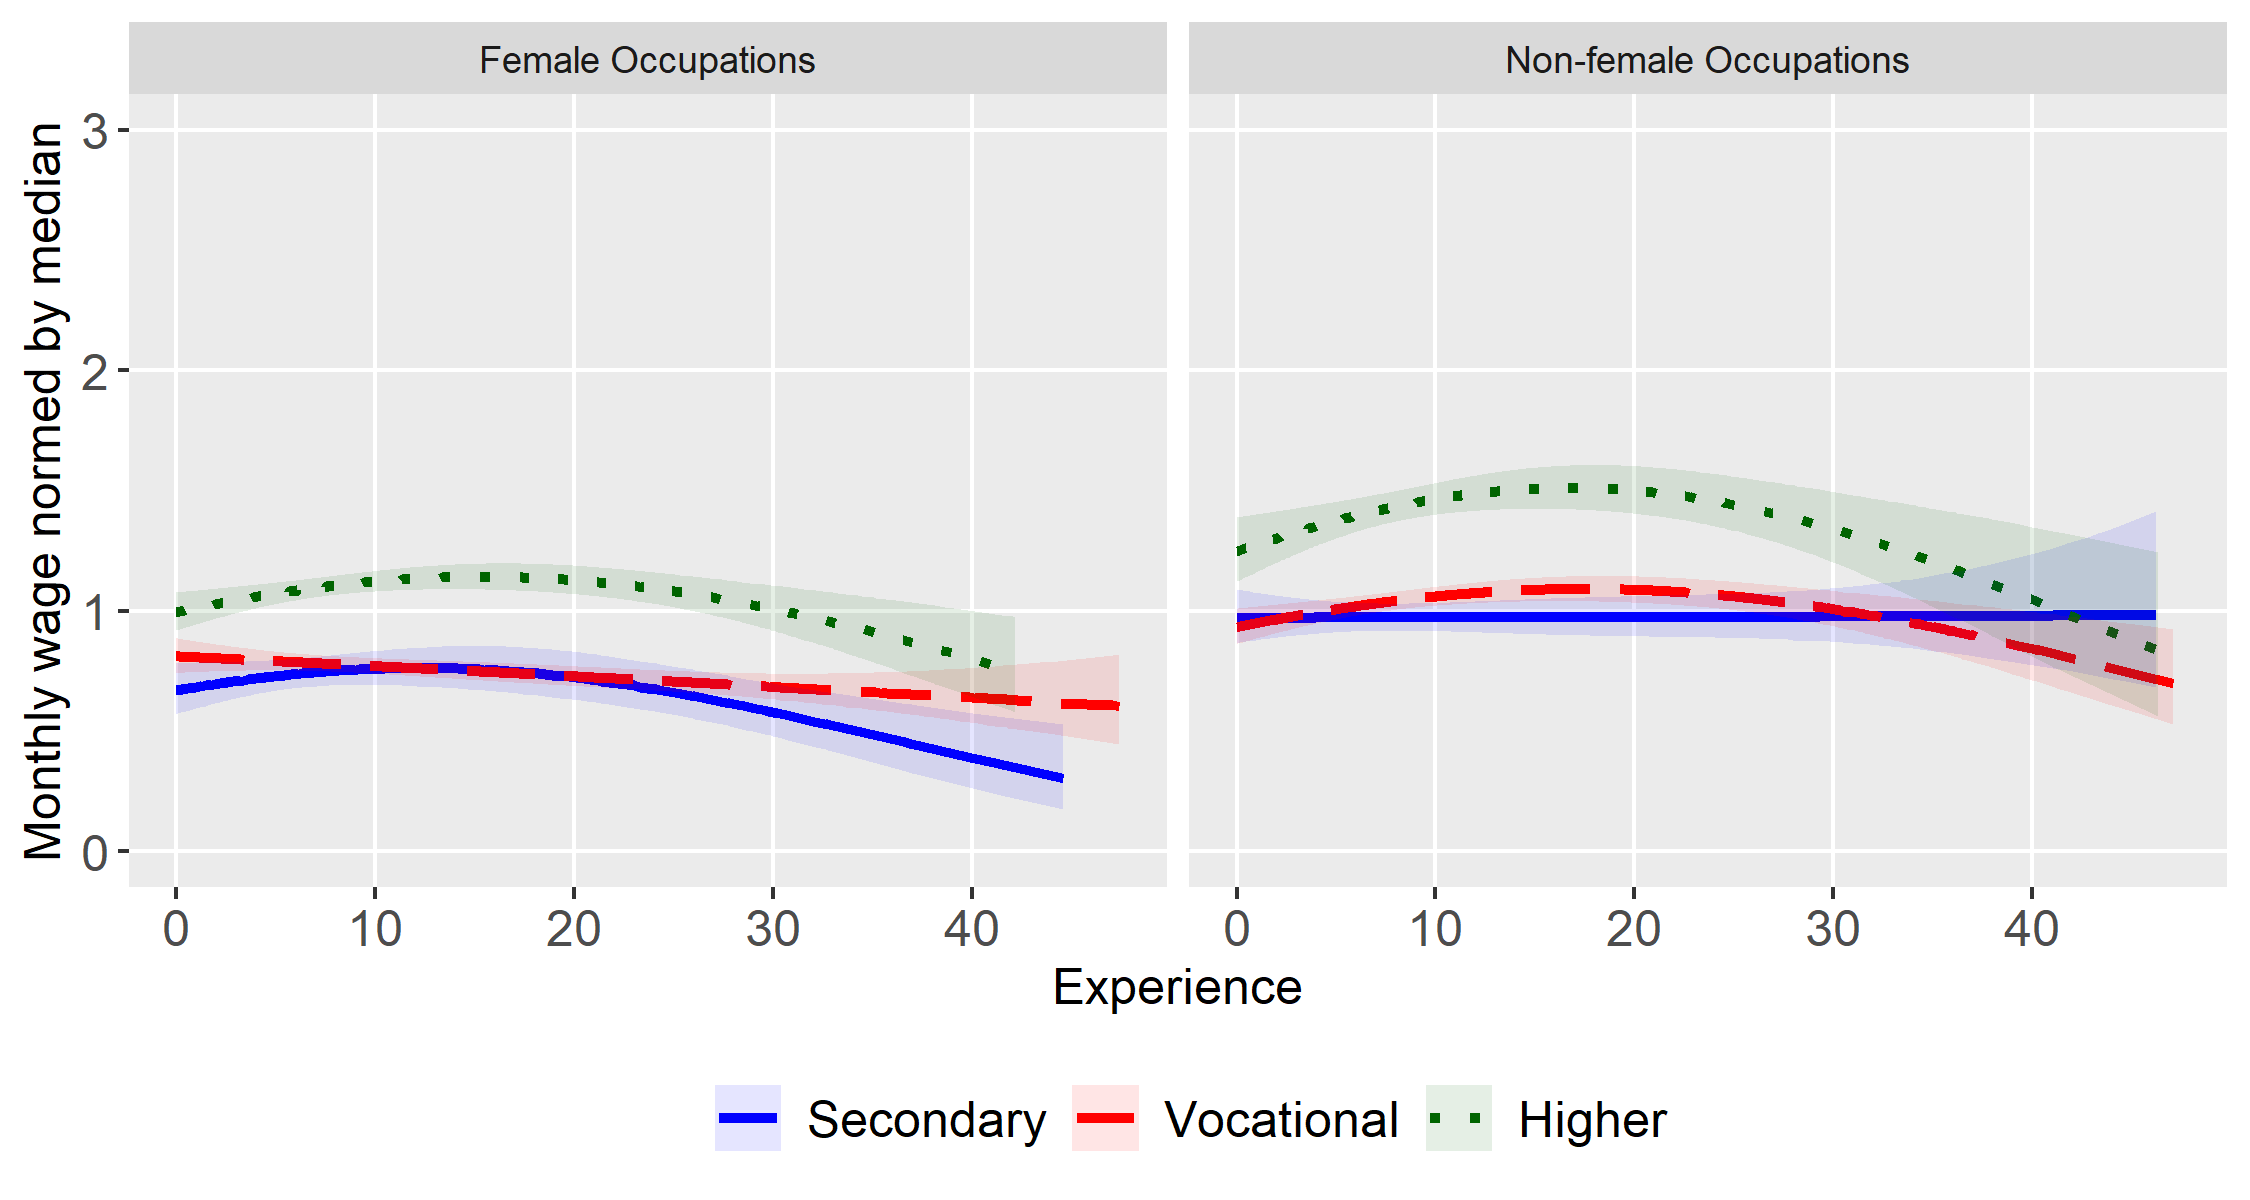 Female Occupations
Non-female Occupations
Monthly wage normed by median
3
2
1
0
0 10 20 30 40
0 10 20 30 40
Experience
Secondary Vocational Higher